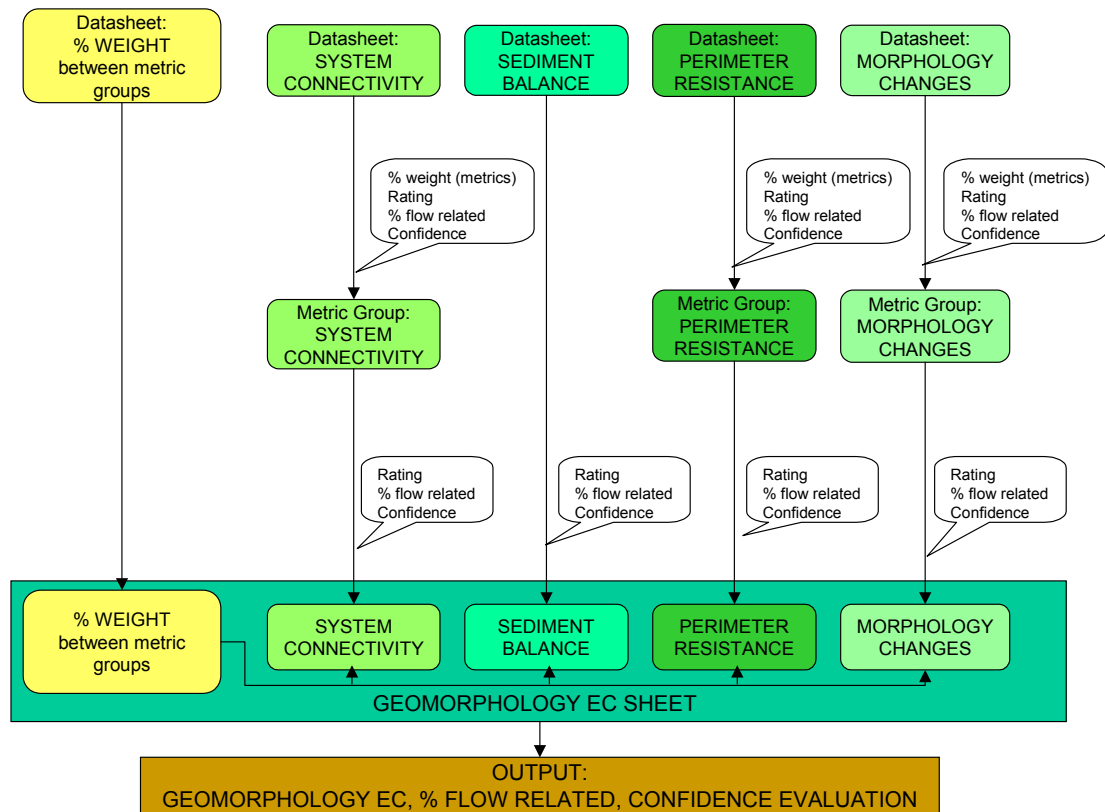 Datasheet:
% WEIGHT
between metric
groups
Datasheet:
SYSTEM
CONNECTIVITY
Datasheet:
SEDIMENT
BALANCE
Datasheet:
PERIMETER
RESISTANCE
Datasheet:
MORPHOLOGY
CHANGES
% weight (metrics)
Rating
% flow related
Confidence
% weight (metrics)
Rating
% flow related
Confidence
% weight (metrics)
Rating
% flow related
Confidence
Metric Group:
SYSTEM
CONNECTIVITY
Metric Group:
PERIMETER
RESISTANCE
Metric Group:
MORPHOLOGY
CHANGES
Rating
% flow related
Confidence
Rating
% flow related
Confidence
Rating
% flow related
Confidence
Rating
% flow related
Confidence
% WEIGHT
between metric
groups
SYSTEM
CONNECTIVITY
SEDIMENT
BALANCE
PERIMETER
RESISTANCE
MORPHOLOGY
CHANGES
GEOMORPHOLOGY EC SHEET
OUTPUT:
GEOMORPHOLOGY EC, % FLOW RELATED, CONFIDENCE EVALUATION